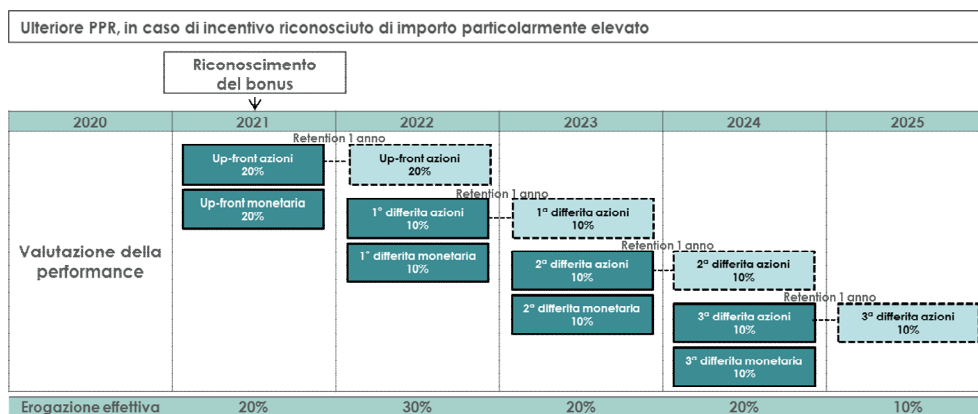 Ulteriore PPR, in caso di incentivo riconosciuto di importo particolarmente elevato
Riconoscimento
del bonus
2020 2021 2022 2023 2024 2025
Retention 1 anno
Up-front azioni
20%
Up-front azioni
20%
Up-front monetaria
20%
Retention 1 anno
1° differita azioni
10%
1ª differita azioni
10%
Valutazione della
performance
1° differita monetaria
10%
Retention 1 anno
2ª differita azioni
10%
2ª differita azioni
10%
2ª differita monetaria
10%
Retention 1 anno
3ª differita azioni
10%
3ª differita azioni
10%
3ª differita monetaria
10%
Erogazione effettiva 20% 30% 20% 20% 10%